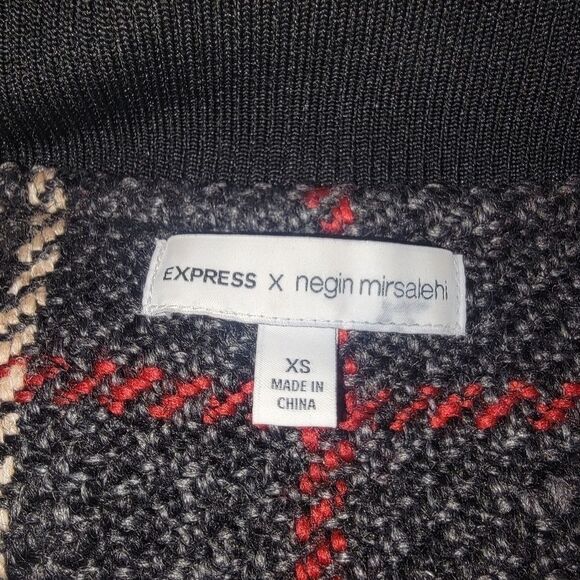 EXPRESS X negin mirsalehi
XS
MADE IN
CHINA